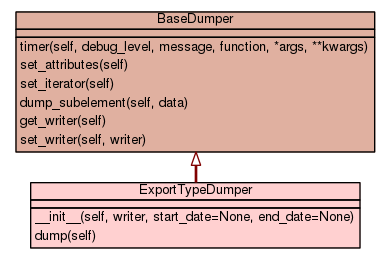 BaseDumper
timer(self, debug_level, message, function, *args, **kwargs)
set_attributes(self)
set_iterator(self)
dump_subelement(self, data)
get_writer(self)
set_writer(self, writer)
ExportTypeDumper
__init__(self, writer, start_date=None, end_date=None)
dump(self)